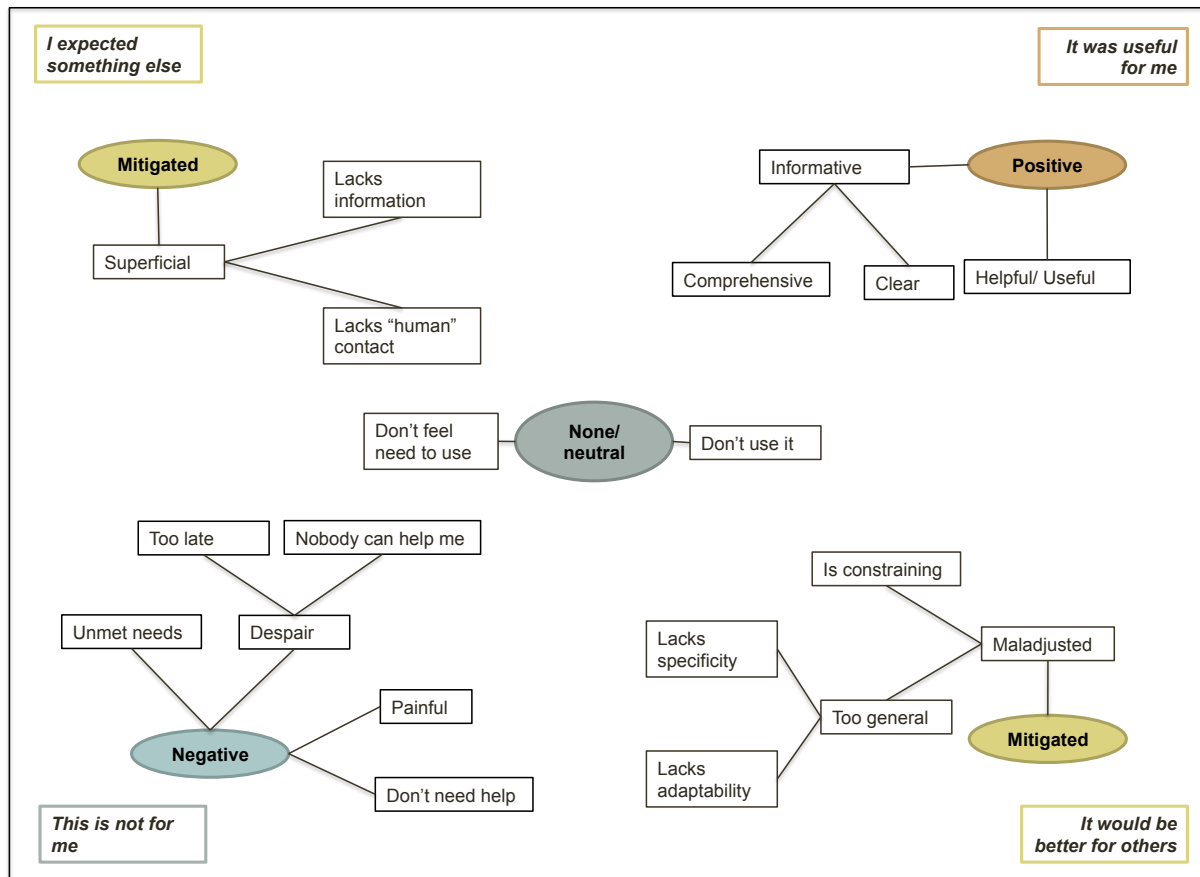 I expected
something else
It was useful
for me
Mitigated
Lacks
information
Superficial
Lacks “human”
contact
Informative
Positive
Comprehensive
Clear
Helpful/ Useful
Don’t feel
need to use
None/
neutral
Don’t use it
Too late
Nobody can help me
Unmet needs
Despair
Painful
Negative
Don’t need help
This is not for
me
Is constraining
Lacks
specificity
Maladjusted
Too general
Mitigated
Lacks
adaptability
It would be
better for others